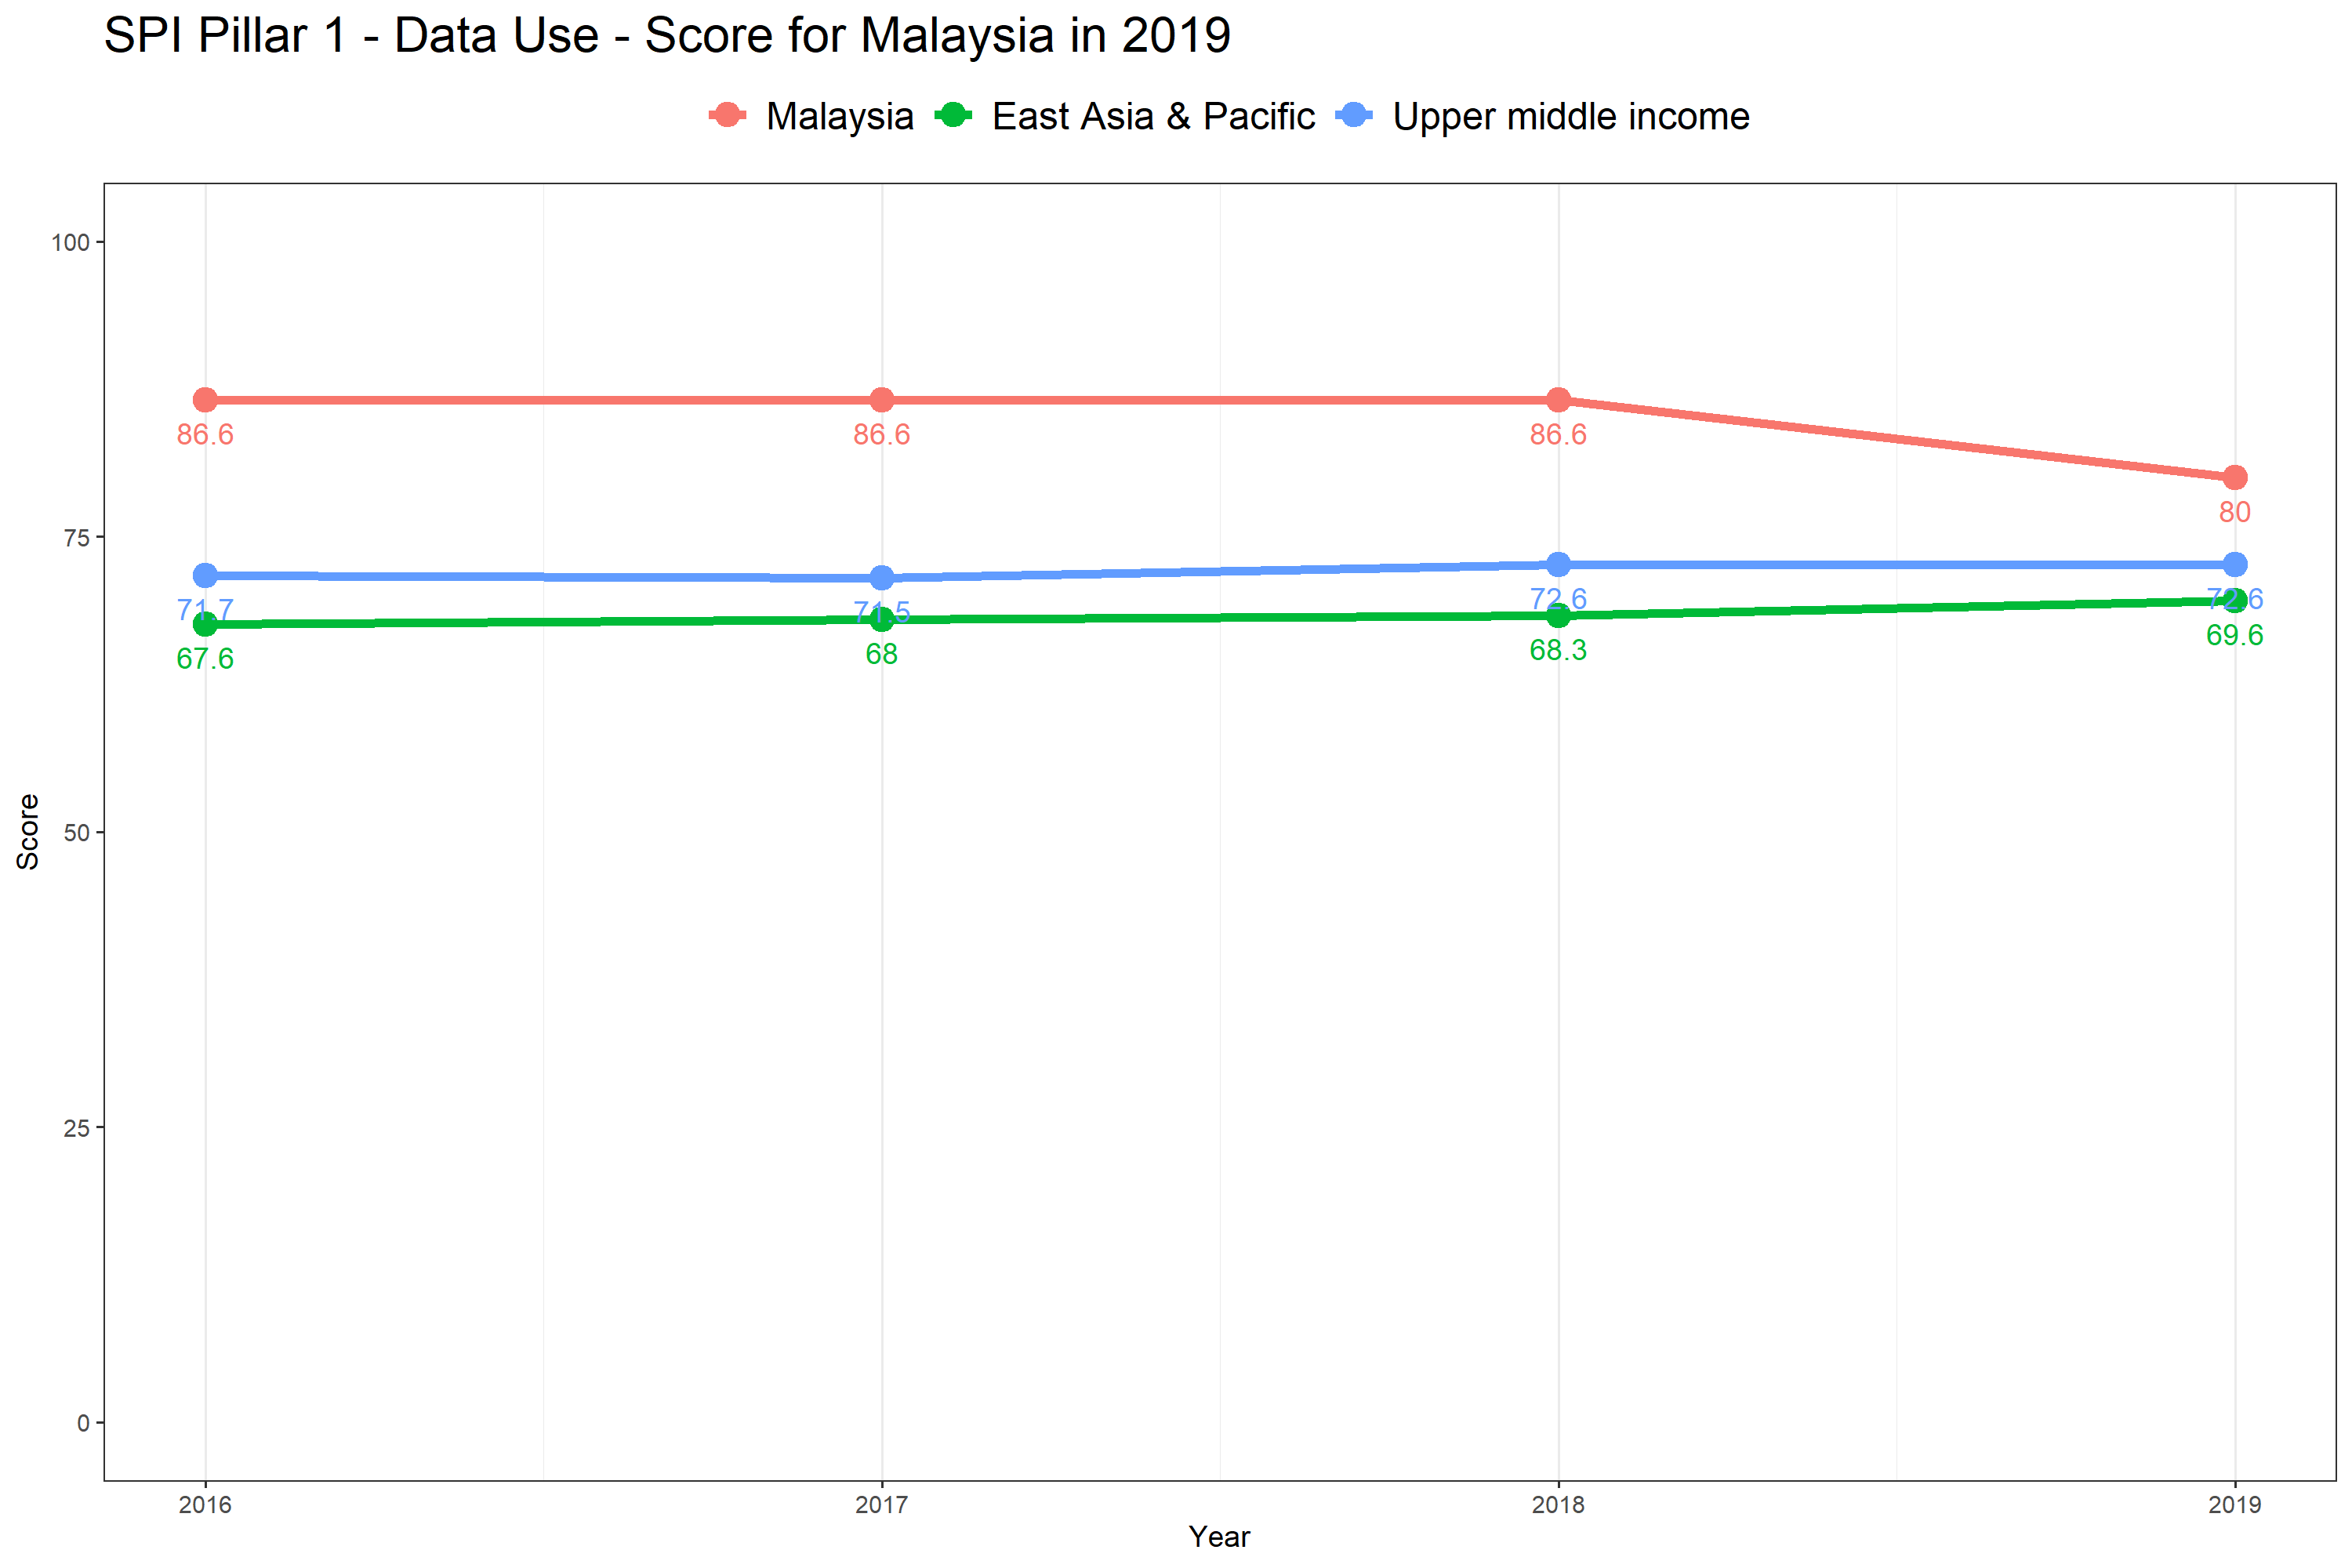 SPI Pillar 1 - Data Use - Score for Malaysia in 2019
Malaysia East Asia & Pacific Upper middle income
100
75
50
25
0
Score
86.6 86.6 86.6 80
71.7 71.5 72.6 72.6
67.6 68 68.3 69.6
2016 2017 2018 2019
Year